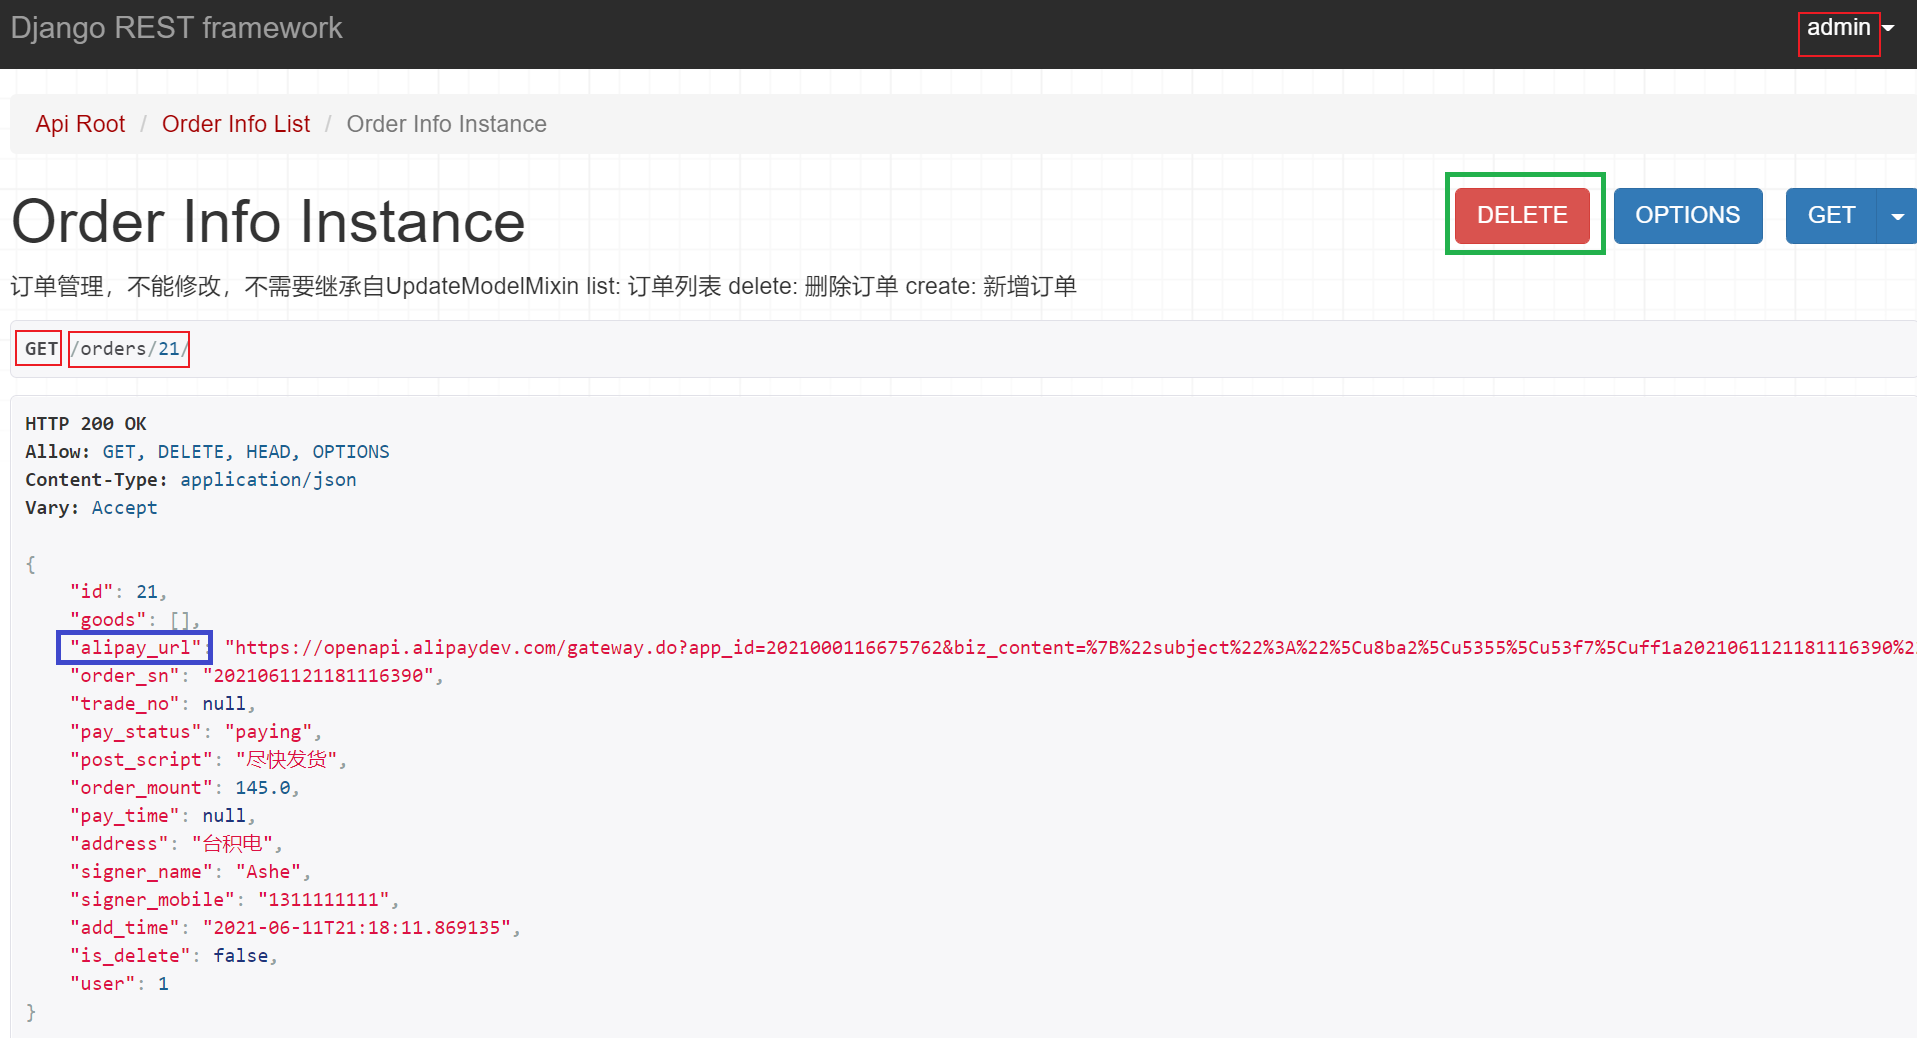 Django REST framework
admin
Api Root / Order Info List / Order Info Instance
Order Info Instance
DELETE
OPTIONS
GET
订单管理，不能修改，不需要继承自UpdateModelMixin list: 订单列表 delete: 删除订单 create: 新增订单
GET /orders/21/
HTTP 200 OK
Allow: GET, DELETE, HEAD, OPTIONS
Content-Type: application/json
Vary: Accept
{
"id": 21,
"goods": [],
"alipay_url": "https://openapi.alipaydev.com/gateway.do?app_id=2021000116675762&biz_content=%7B%22subject%22%3A%22%5Cu8ba2%5Cu5355%5Cu53f7%5Cuff1a2021061121181116390%2
"order_sn": "2021061121181116390",
"trade_no": null,
"pay_status": "paying",
"post_script": "尽快发货",
"order_mount": 145.0,
"pay_time": null,
"address": "台积电",
"signer_name": "Ashe",
"signer_mobile": "1311111111",
"add_time": "2021-06-11T21:18:11.869135",
"is_delete": false,
"user": 1
}